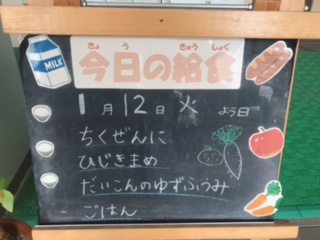 きょう きゅうしょく
今日の給食
MILK
1月12日 火 よう日
ちくぜんに
ひじきまめ
だいこんのゆずふうみ
ごはん